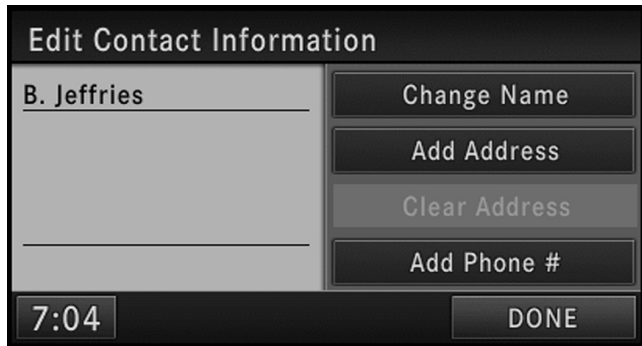 Edit Contact Information
B. Jeffries
Change Name
Add Address
Clear Address
Add Phone #
7:04
DONE